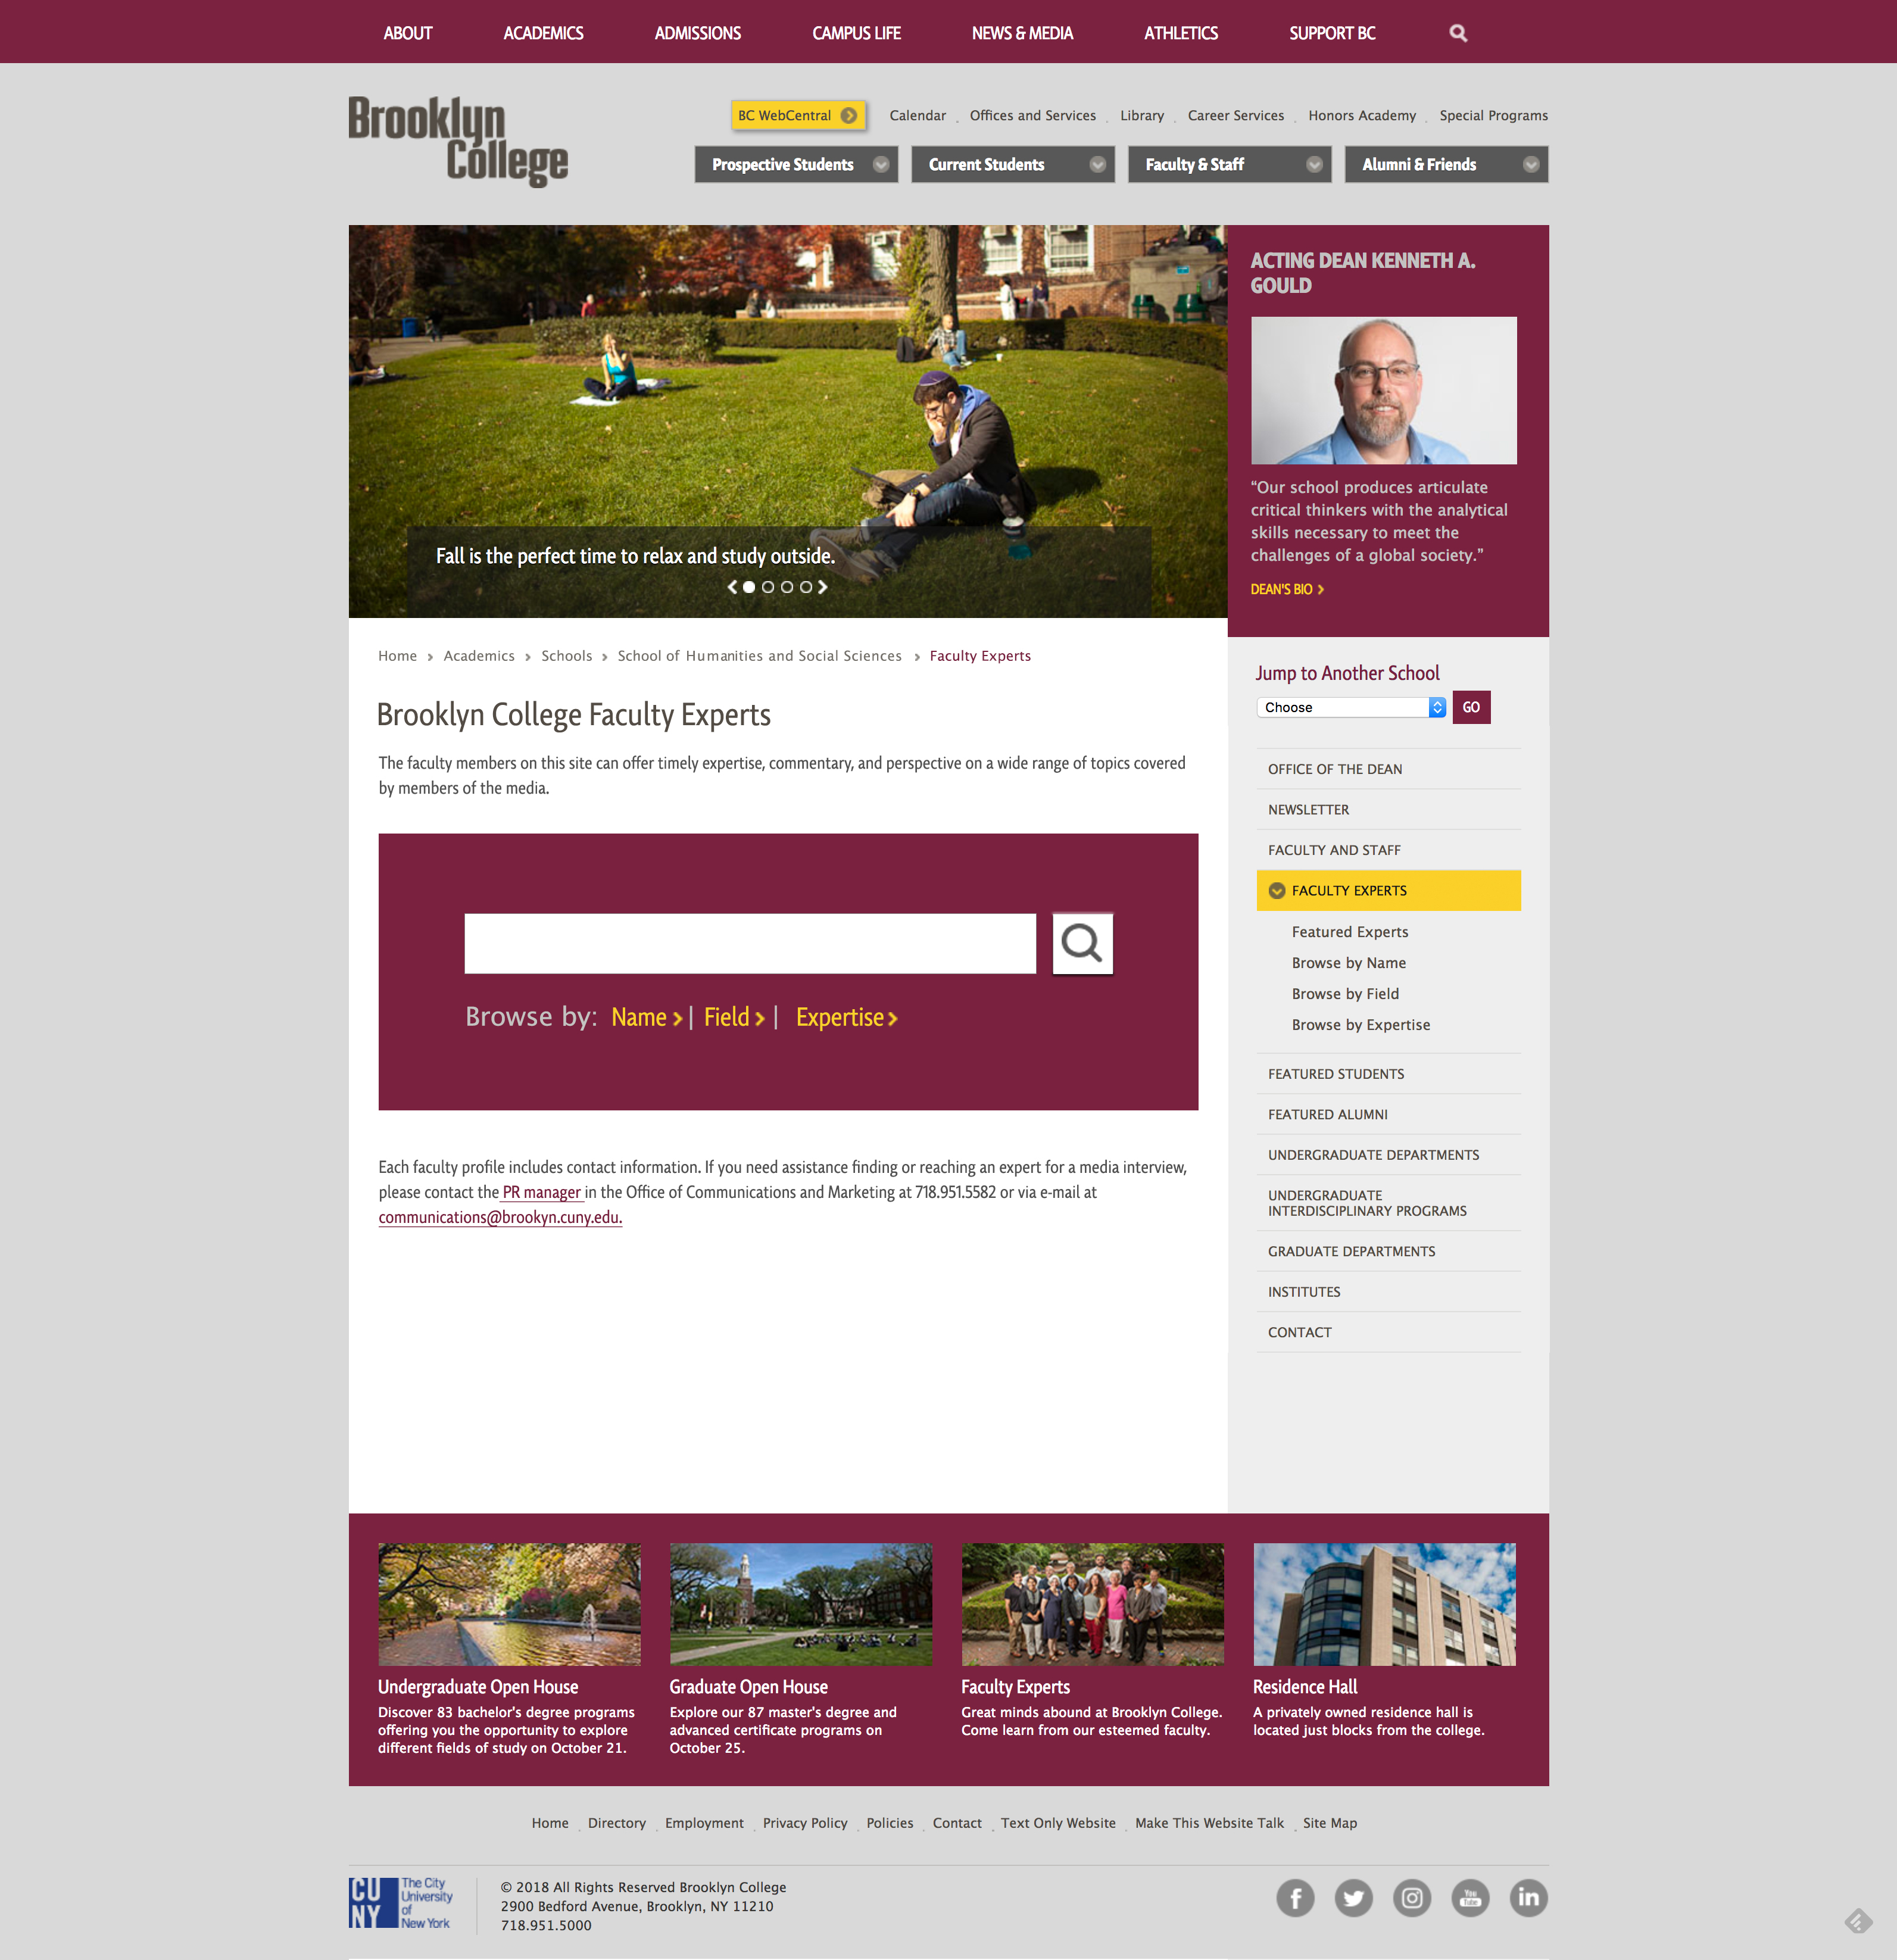 ABOUT ACADEMICS ADMISSIONS CAMPUS LIFE NEWS & MEDIA ATHLETICS SUPPORT BC
Brooklyn
College
BC WebCentral Calendar Offices and Services Library Career Services Honors Academy Special Programs
Prospective Students Current Students Faculty & Staff Alumni & Friends
Fall is the perfect time to relax and study outside.
ACTING DEAN KENNETH A.
GOULD
“Our school produces articulate
critical thinkers with the analytical
skills necessary to meet the
challenges of a global society.”
DEAN'S BIO
Home Academics Schools School of Humanities and Social Sciences Faculty Experts
Brooklyn College Faculty Experts
The faculty members on this site can offer timely expertise, commentary, and perspective on a wide range of topics covered
by members of the media.
Browse by: Name | Field | Expertise
Each faculty profile includes contact information. If you need assistance finding or reaching an expert for a media interview,
please contact the PR manager in the Office of Communications and Marketing at 718.951.5582 or via e-mail at
communications@brookyn.cuny.edu.
Jump to Another School
Choose GO
OFFICE OF THE DEAN
NEWSLETTER
FACULTY AND STAFF
FACULTY EXPERTS
Featured Experts
Browse by Name
Browse by Field
Browse by Expertise
FEATURED STUDENTS
FEATURED ALUMNI
UNDERGRADUATE DEPARTMENTS
UNDERGRADUATE
INTERDISCIPLINARY PROGRAMS
GRADUATE DEPARTMENTS
INSTITUTES
CONTACT
Undergraduate Open House
Discover 83 bachelor's degree programs
offering you the opportunity to explore
different fields of study on October 21.
Graduate Open House
Explore our 87 master's degree and
advanced certificate programs on
October 25.
Faculty Experts
Great minds abound at Brooklyn College.
Come learn from our esteemed faculty.
Residence Hall
A privately owned residence hall is
located just blocks from the college.
Home Directory Employment Privacy Policy Policies Contact Text Only Website Make This Website Talk Site Map
CU
NY
The City
University
of
New York
© 2018 All Rights Reserved Brooklyn College
2900 Bedford Avenue, Brooklyn, NY 11210
718.951.5000
f
You
Tube
in